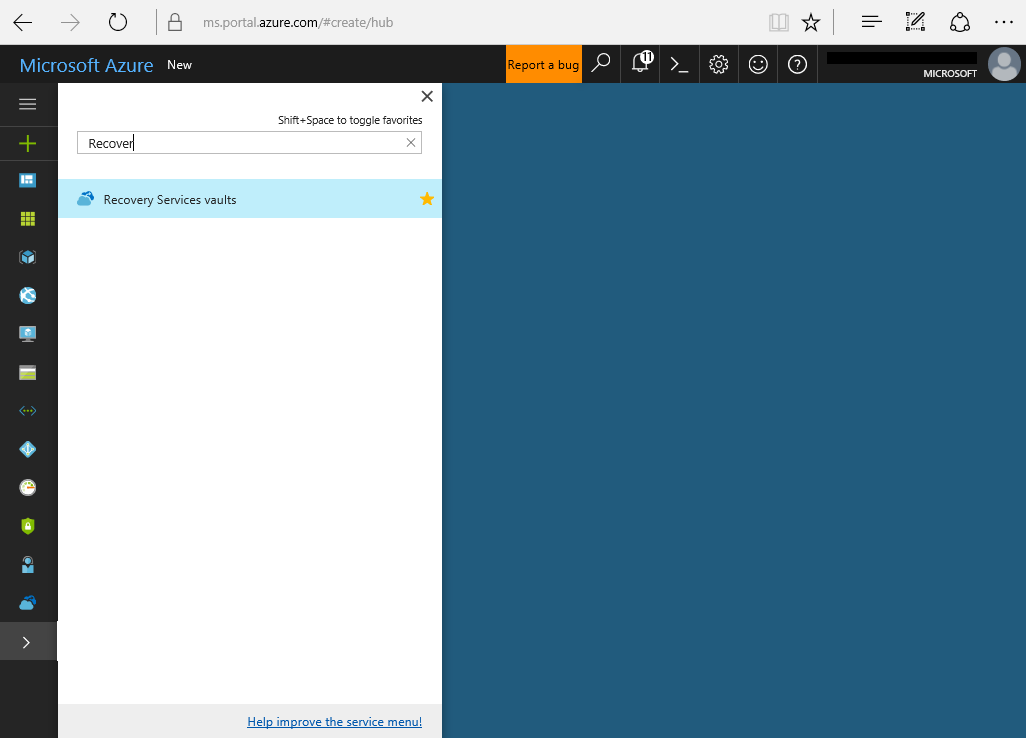 ms.portal.azure.com/#create/hub
Microsoft Azure New
Report a bug
11
MICROSOFT
Shift+Space to toggle favorites
Recover
Recovery Services vaults
Help improve the service menu!